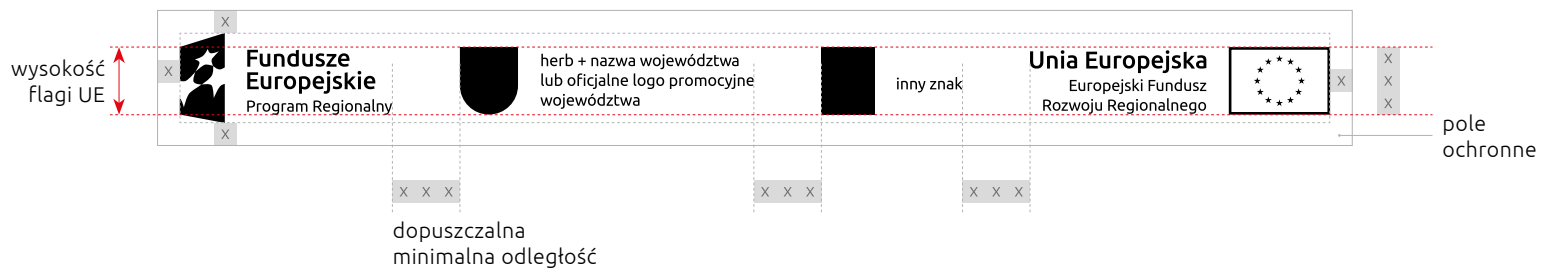 X
wysokość
flagi UE
X
Fundusze
Europejskie
Program Regionalny
herb + nazwa województwa
lub oficjalne logo promocyjne
województwa
inny znak
Unia Europejska
Europejski Fundusz
Rozwoju Regionalnego
X
X
X
X
X
pole
ochronne
X X X
X X X
X X X
dopuszczalna
minimalna odległość